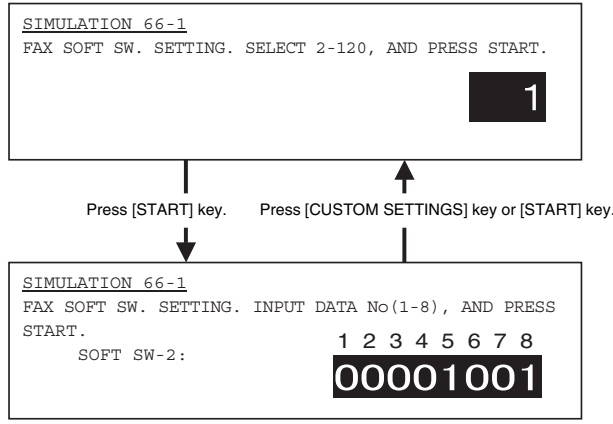 SIMULATION 66-1
FAX SOFT SW. SETTING. SELECT 2-120, AND PRESS START.
1
Press [START] key.
Press [CUSTOM SETTINGS] key or [START] key.
SIMULATION 66-1
FAX SOFT SW. SETTING. INPUT DATA No(1-8), AND PRESS
START.
1 2 3 4 5 6 7 8
SOFT SW-2:
00001001